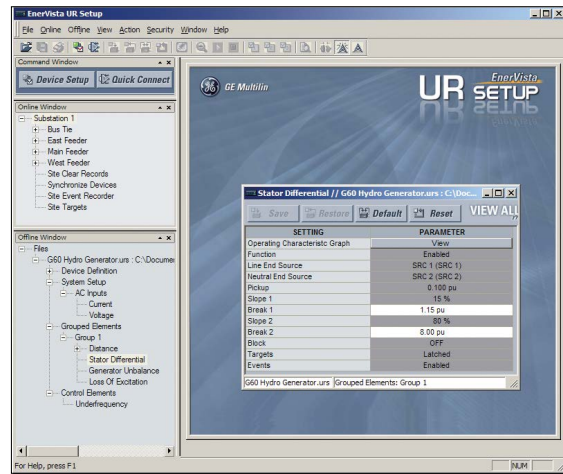 EnerVista UR Setup
File Online Offline View Action Security Window Help
Command Window
Device Setup Quick Connect
Online Window
Substation 1
Bus Tie
East Feeder
Main Feeder
West Feeder
Site Clear Records
Synchronize Devices
Site Event Recorder
Site Targets
Offline Window
Files
G60 Hydro Generator.urs : C:\Documen
Device Definition
System Setup
AC Inputs
Current
Voltage
Grouped Elements
Group 1
Distance
Stator Differential
Generator Unbalance
Loss Of Excitation
Control Elements
Underfrequency
GE Multilin
EnerVista
UR SETUP
Stator Differential // G60 Hydro Generator.urs : C:\Doc...
Save Restore Default Reset VIEW ALL
SETTING PARAMETER
Operating Characteristc Graph View
Function Enabled
Line End Source SRC 1 (SRC 1)
Neutral End Source SRC 2 (SRC 2)
Pickup 0.100 pu
Slope 1 15 %
Break 1 1.15 pu
Slope 2 80 %
Break 2 8.00 pu
Block OFF
Targets Latched
Events Enabled
G60 Hydro Generator.urs Grouped Elements: Group 1
For Help, press F1 NUM